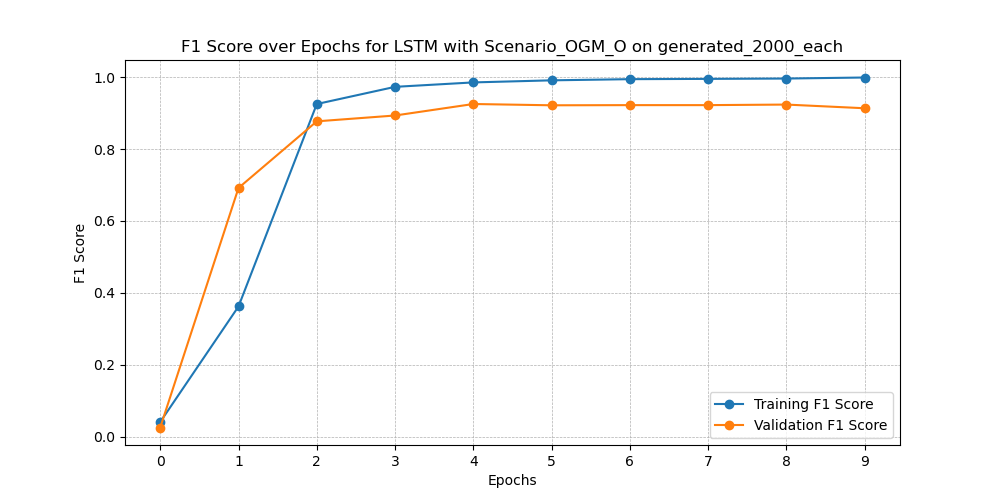 F1 Score over Epochs for LSTM with Scenario_OGM_O on generated_2000_each
F1 Score
1.0
0.8
0.6
0.4
0.2
0.0
0 1 2 3 4 5 6 7 8 9
Epochs
Training F1 Score
Validation F1 Score